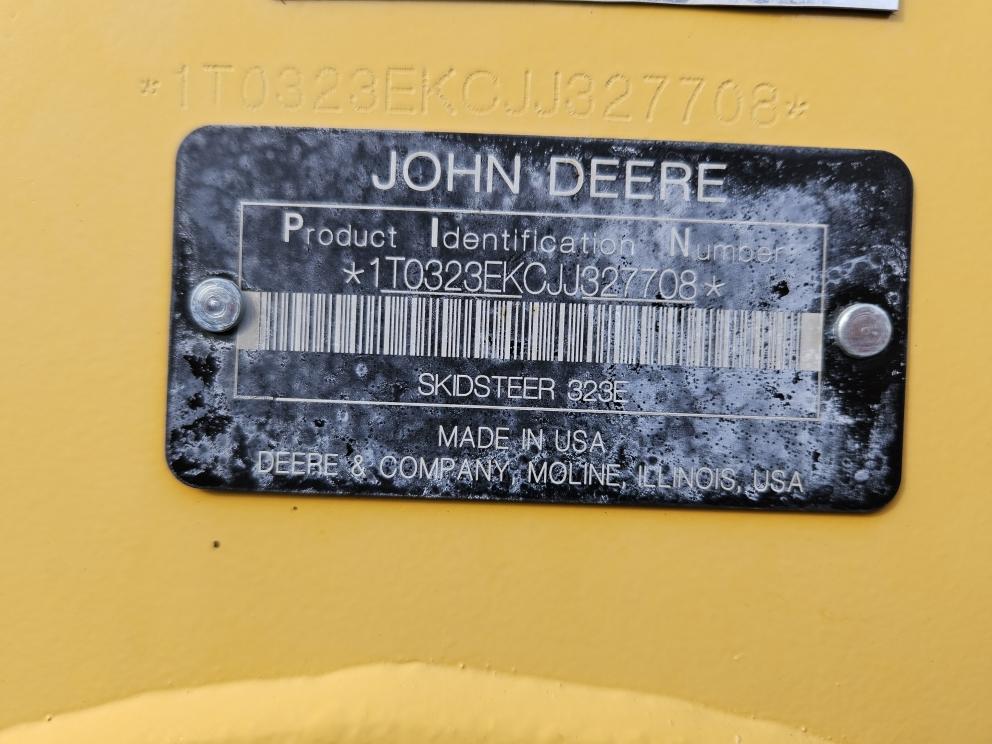 *1T0323EKCJJ327708*
JOHN DEERE
Product Identification Number
*1T0323EKCJJ327708*
SKIDSTEER 323E
MADE IN USA
DEERE & COMPANY, MOLINE, ILLINOIS, USA